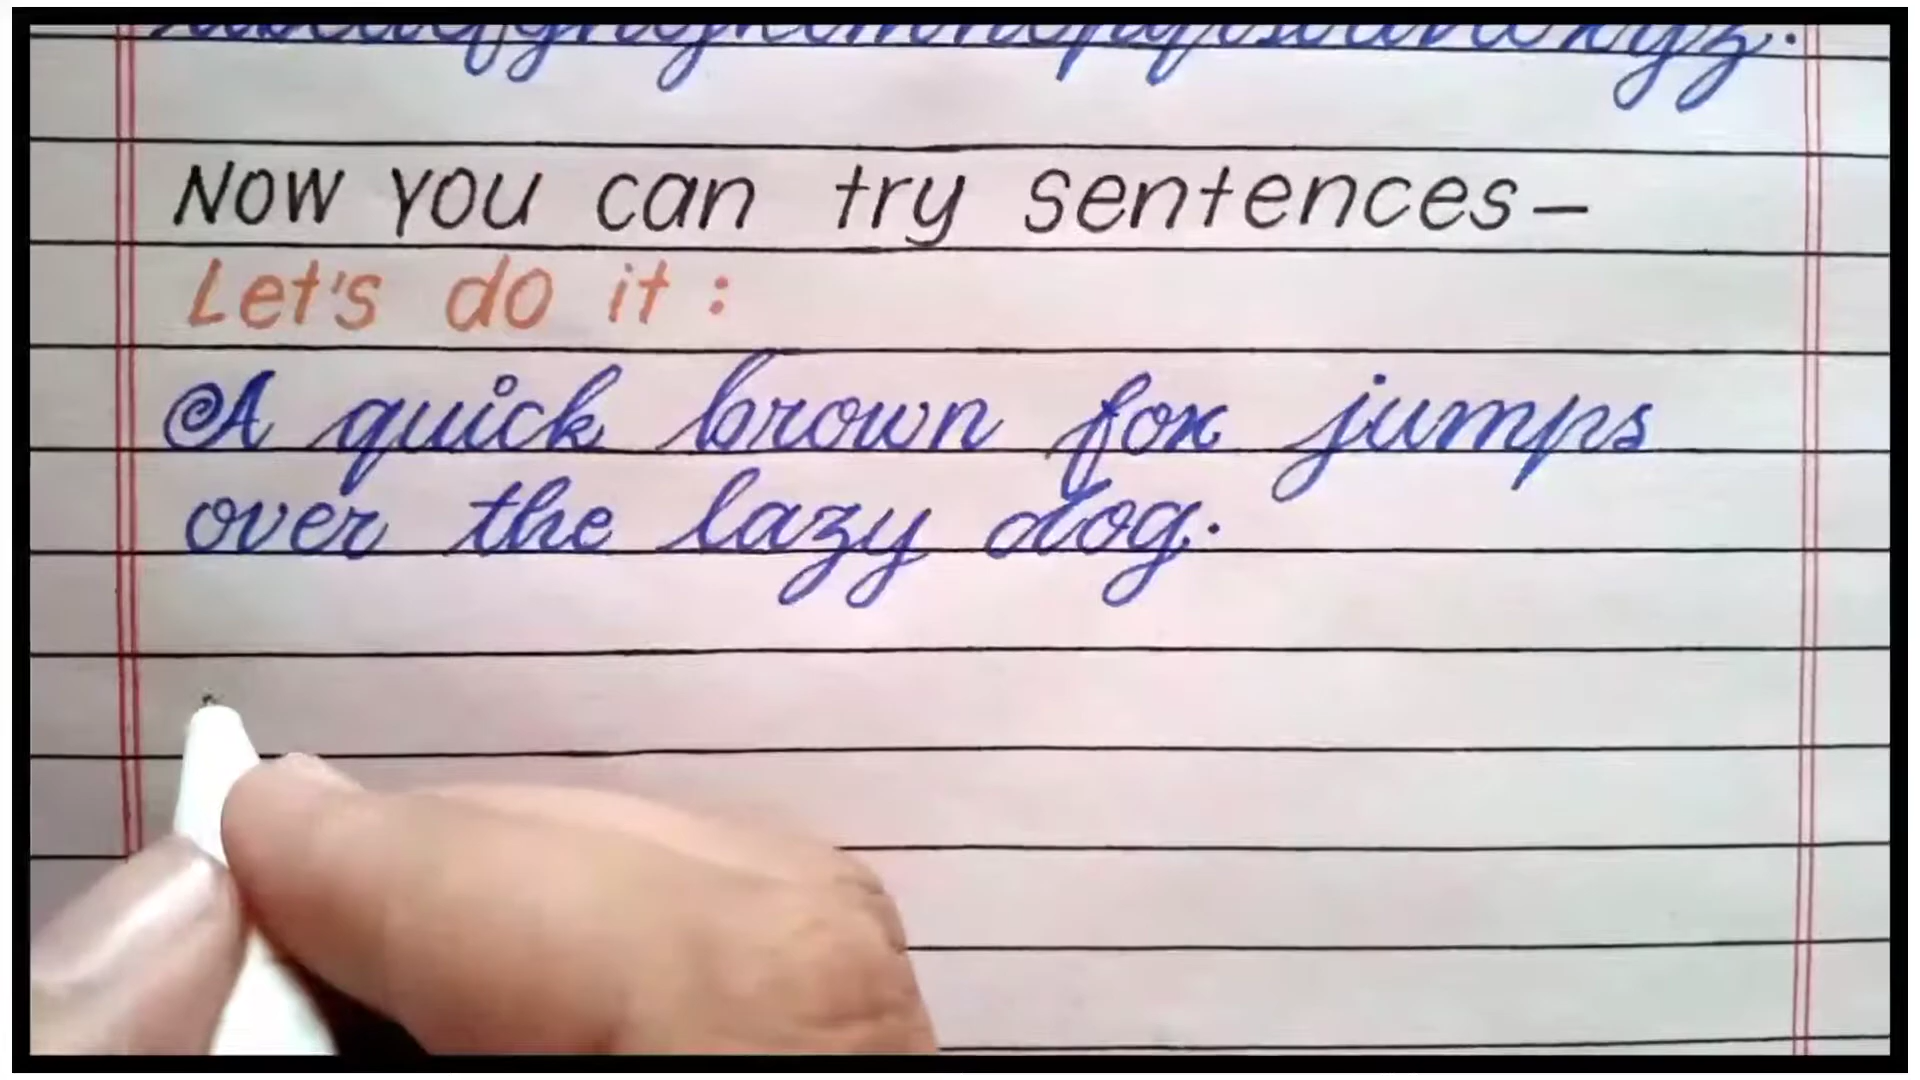 Now you can try sentences–
Let's do it :
A quick brown fox jumps
over the lazy dog.